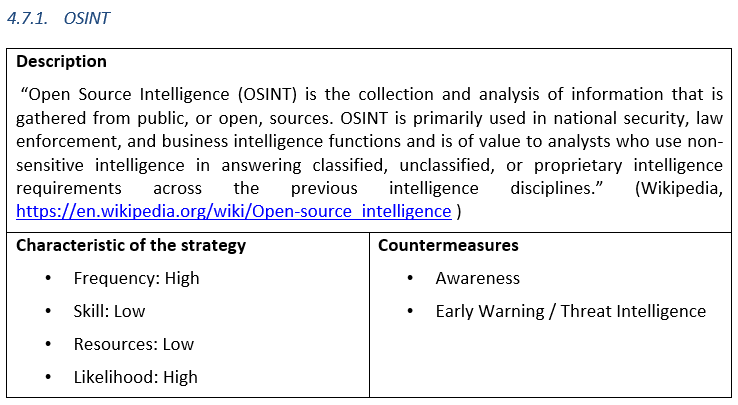 4.7.1. OSINT
Description
“Open Source Intelligence (OSINT) is the collection and analysis of information that is
gathered from public, or open, sources. OSINT is primarily used in national security, law
enforcement, and business intelligence functions and is of value to analysts who use non-
sensitive intelligence in answering classified, unclassified, or proprietary intelligence
requirements across the previous intelligence disciplines.” (Wikipedia,
https://en.wikipedia.org/wiki/Open-source_intelligence )
Characteristic of the strategy
• Frequency: High
• Skill: Low
• Resources: Low
• Likelihood: High
Countermeasures
• Awareness
• Early Warning / Threat Intelligence